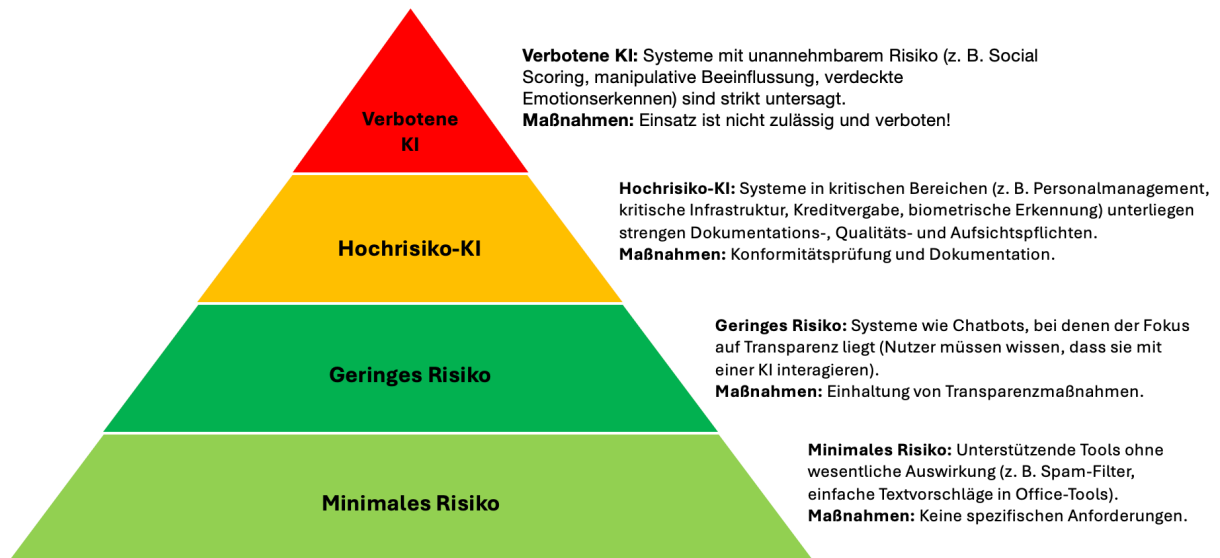 Verbotene KI: Systeme mit unannehmbarem Risiko (z. B. Social
Scoring, manipulative Beeinflussung, verdeckte
Emotionserkennen) sind strikt untersagt.
Maßnahmen: Einsatz ist nicht zulässig und verboten!
Verbotene
KI
Hochrisiko-KI: Systeme in kritischen Bereichen (z. B. Personalmanagement,
kritische Infrastruktur, Kreditvergabe, biometrische Erkennung) unterliegen
strengen Dokumentations-, Qualitäts- und Aufsichtspflichten.
Maßnahmen: Konformitätsprüfung und Dokumentation.
Hochrisiko-KI
Geringes Risiko: Systeme wie Chatbots, bei denen der Fokus
auf Transparenz liegt (Nutzer müssen wissen, dass sie mit
einer KI interagieren).
Maßnahmen: Einhaltung von Transparenzmaßnahmen.
Geringes Risiko
Minimales Risiko: Unterstützende Tools ohne
wesentliche Auswirkung (z. B. Spam-Filter,
einfache Textvorschläge in Office-Tools).
Maßnahmen: Keine spezifischen Anforderungen.
Minimales Risiko